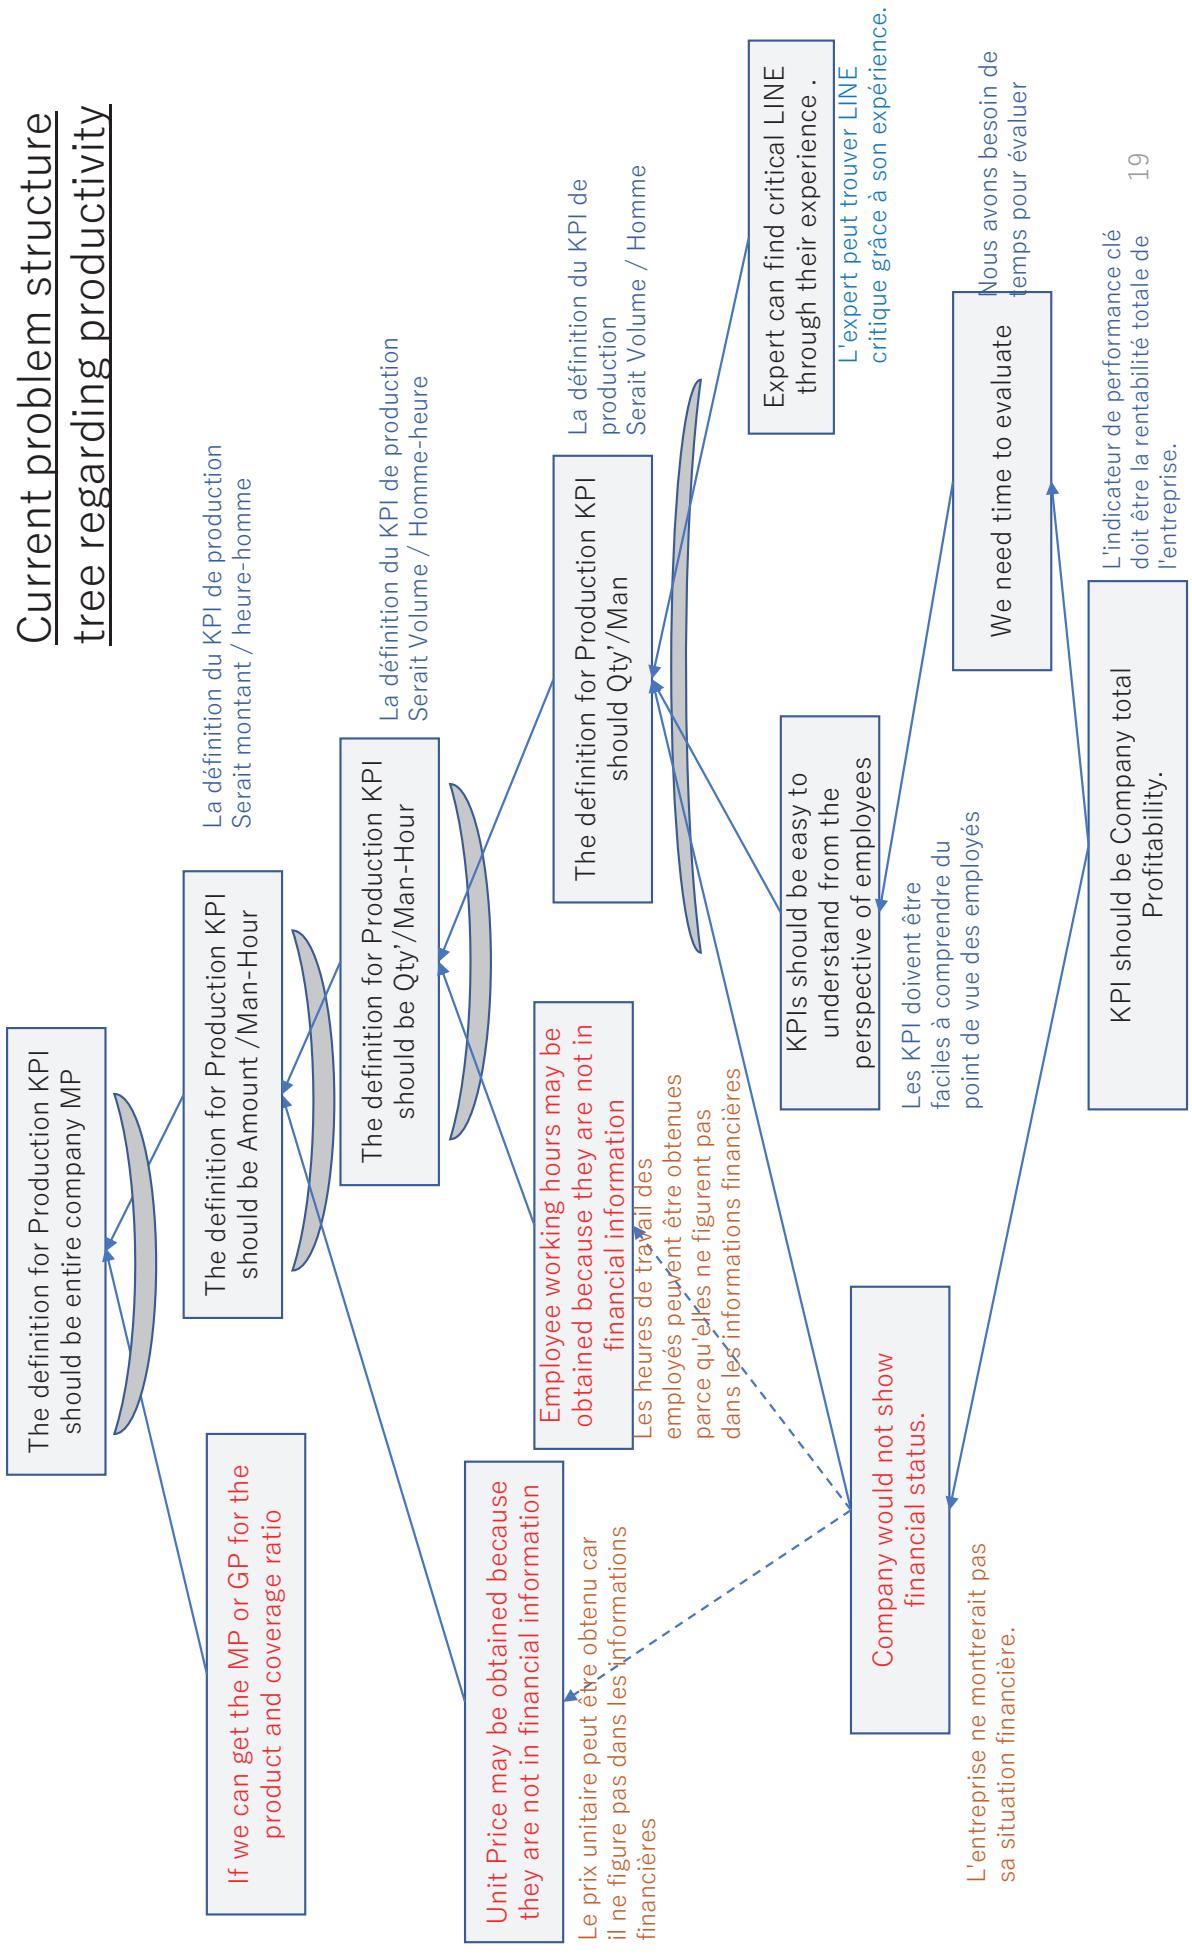 Current problem structure
tree regarding productivity
The definition for Production KPI
should be entire company MP
If we can get the MP or GP for the
product and coverage ratio
The definition for Production KPI
should be Amount /Man-Hour
La définition du KPI de production
Serait montant / heure-homme
The definition for Production KPI
should be Qty’/Man-Hour
La définition du KPI de production
Serait Volume / Homme-heure
Unit Price may be obtained because
they are not in financial information
Le prix unitaire peut être obtenu car
il ne figure pas dans les informations
financières
Employee working hours may be
obtained because they are not in
financial information
Les heures de travail des
employés peuvent être obtenues
parce qu'elles ne figurent pas
dans les informations financières
The definition for Production KPI
should Qty’/Man
La définition du KPI de
production
Serait Volume / Homme
Expert can find critical LINE
through their experience .
L'expert peut trouver LINE
critique grâce à son expérience.
KPIs should be easy to
understand from the
perspective of employees
Les KPI doivent être
faciles à comprendre du
point de vue des employés
Company would not show
financial status.
L'entreprise ne montrerait pas
sa situation financière.
We need time to evaluate
Nous avons besoin de
temps pour évaluer
KPI should be Company total
Profitability.
L'indicateur de performance clé
doit être la rentabilité totale de
l'entreprise.
19